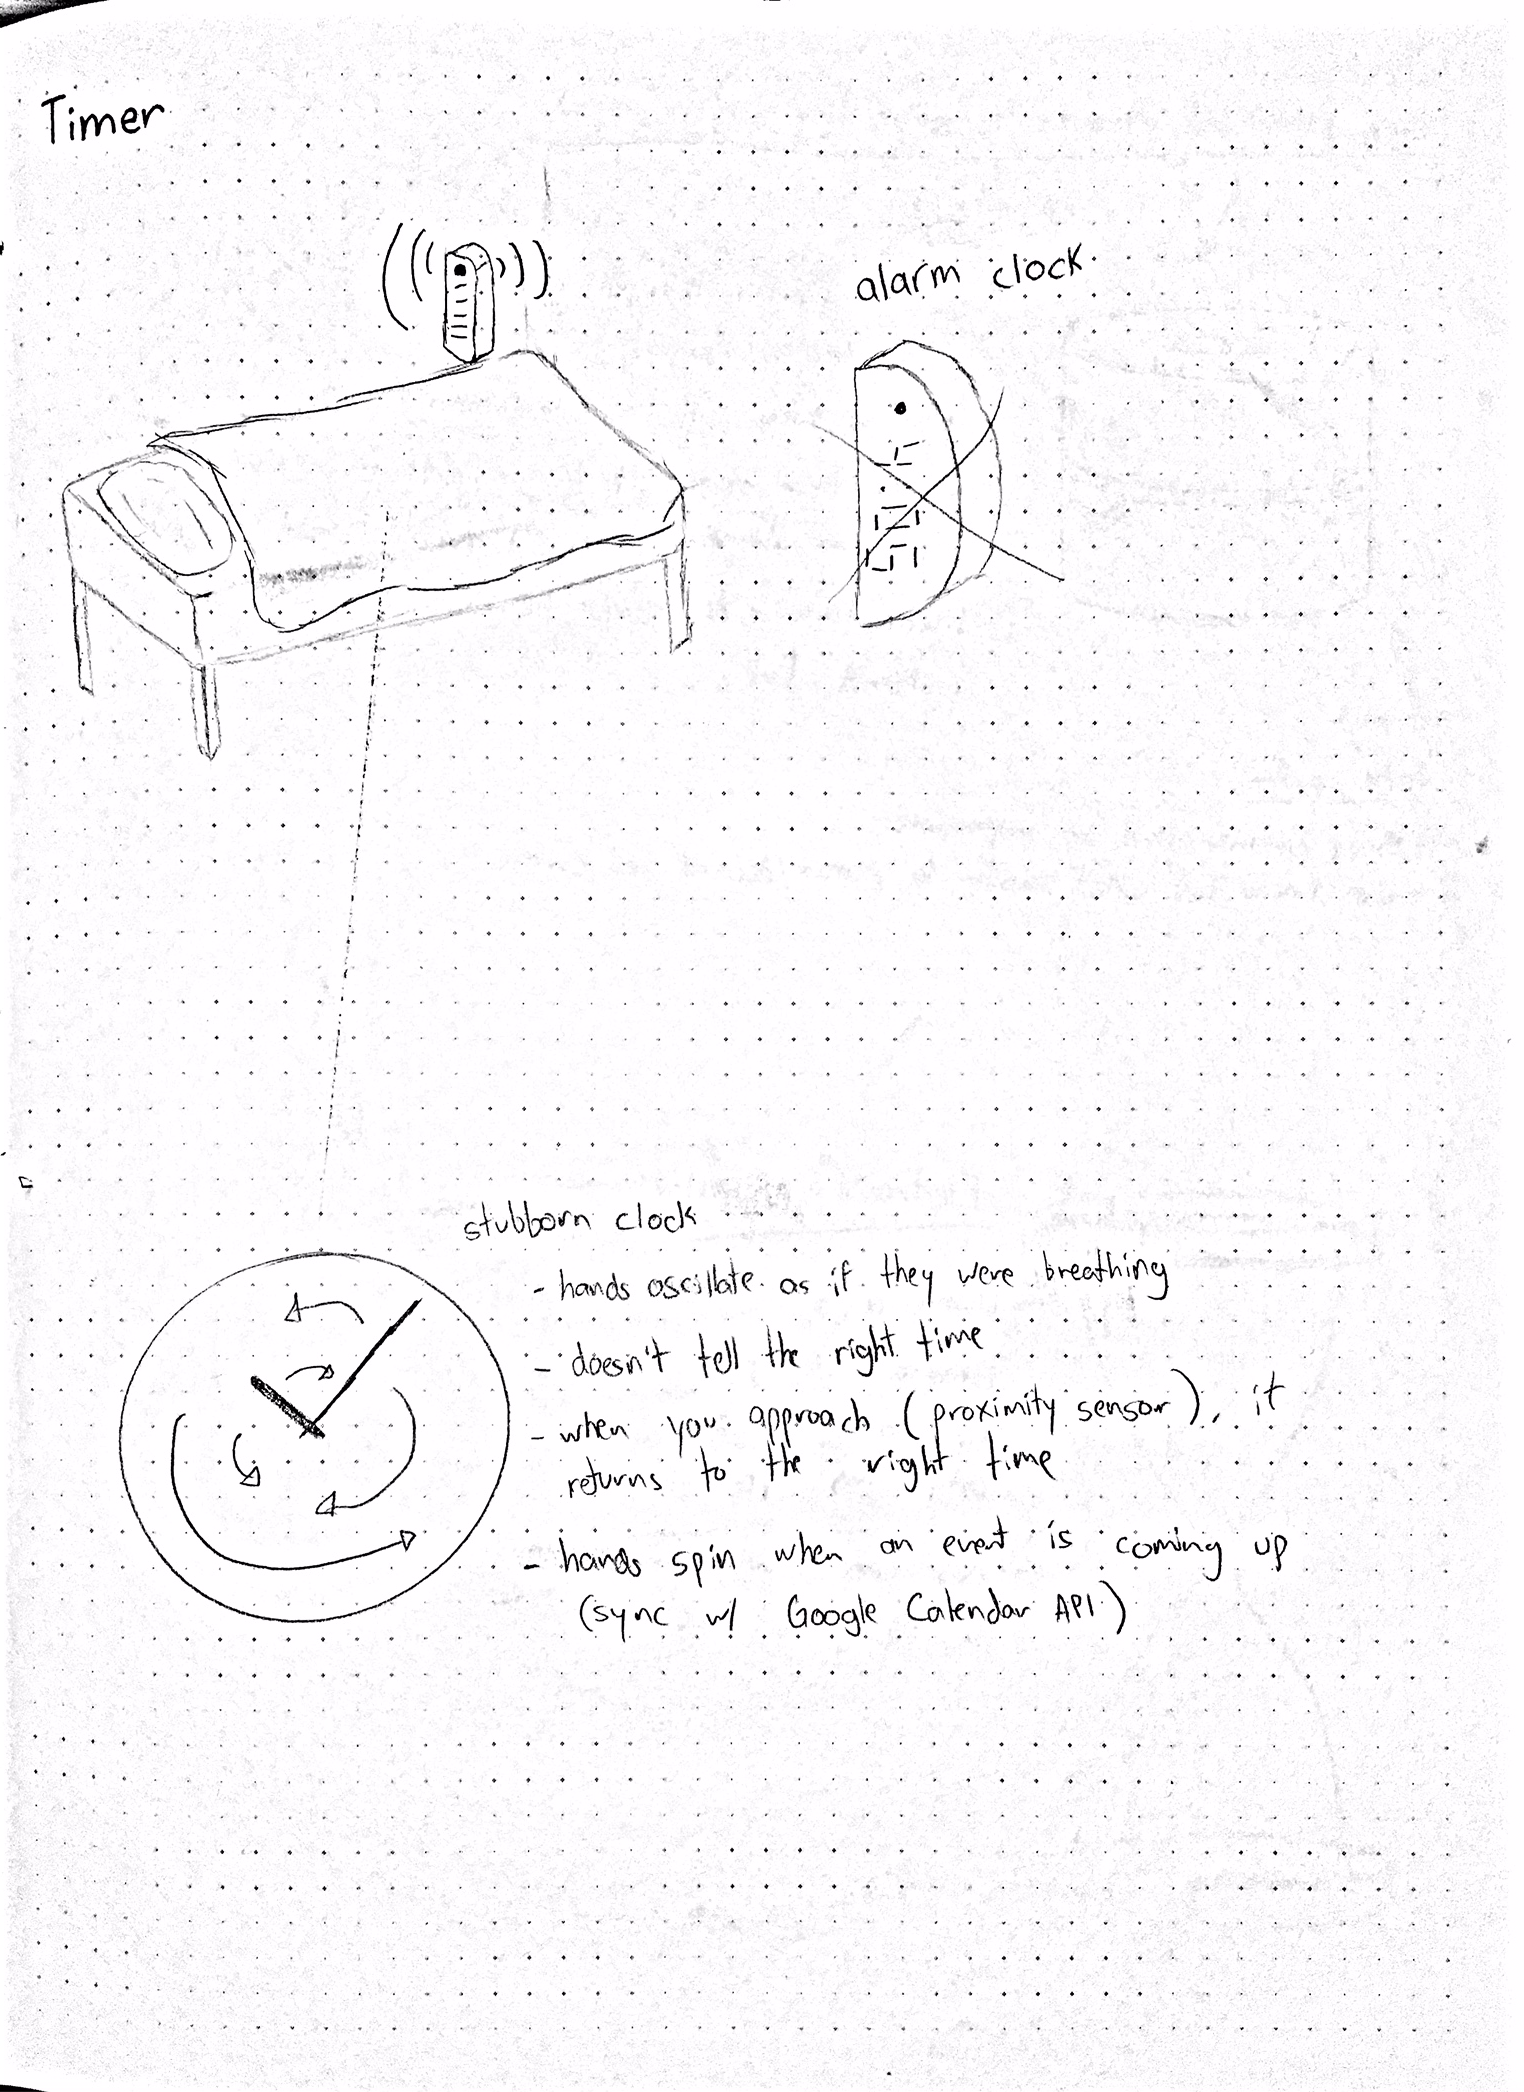 Timer
alarm clock
stubborn clock
- hands oscillate as if they were breathing
- doesn't tell the right time
- when you approach (proximity sensor), it
returns to the right time
- hands spin when an event is coming up
(sync w/ Google Calendar API)